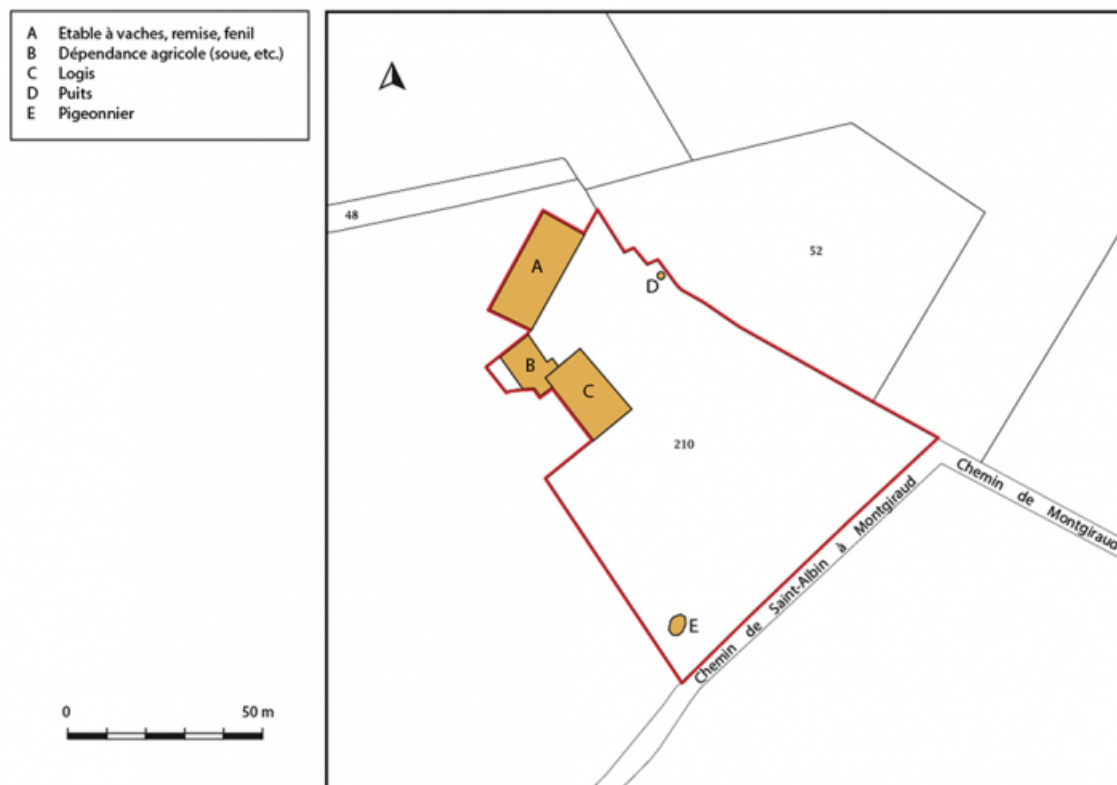 A Etable à vaches, remise, fenil
B Dépendance agricole (soue, etc.)
C Logis
D Puits
E Pigeonnier
48
A
52
D
B
C
210
Chemin de Montgiraud
Chemin de Saint-Albin à Montgiraud
E
0 50 m